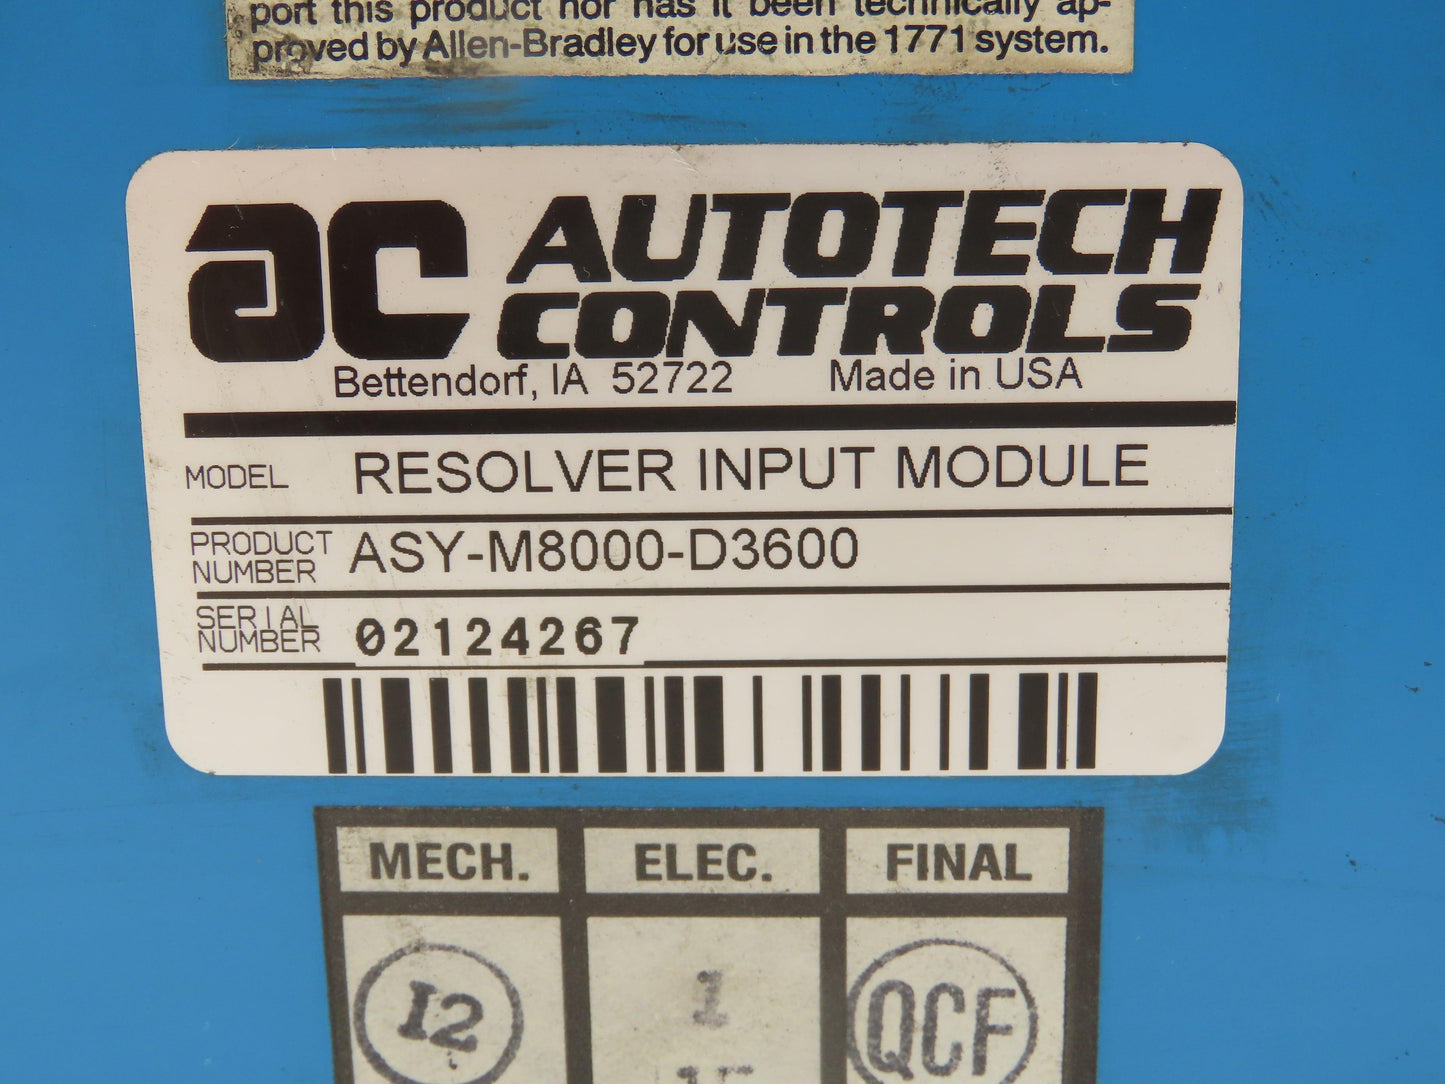 port this product nor has it been technically ap-
proved by Allen-Bradley for use in the 1771 system.
ac AUTOTECH
CONTROLS
Bettendorf, IA 52722 Made in USA
MODEL RESOLVER INPUT MODULE
PRODUCT
NUMBER ASY-M8000-D3600
SERIAL
NUMBER 02124267
MECH. ELEC. FINAL
I2 1 QCF